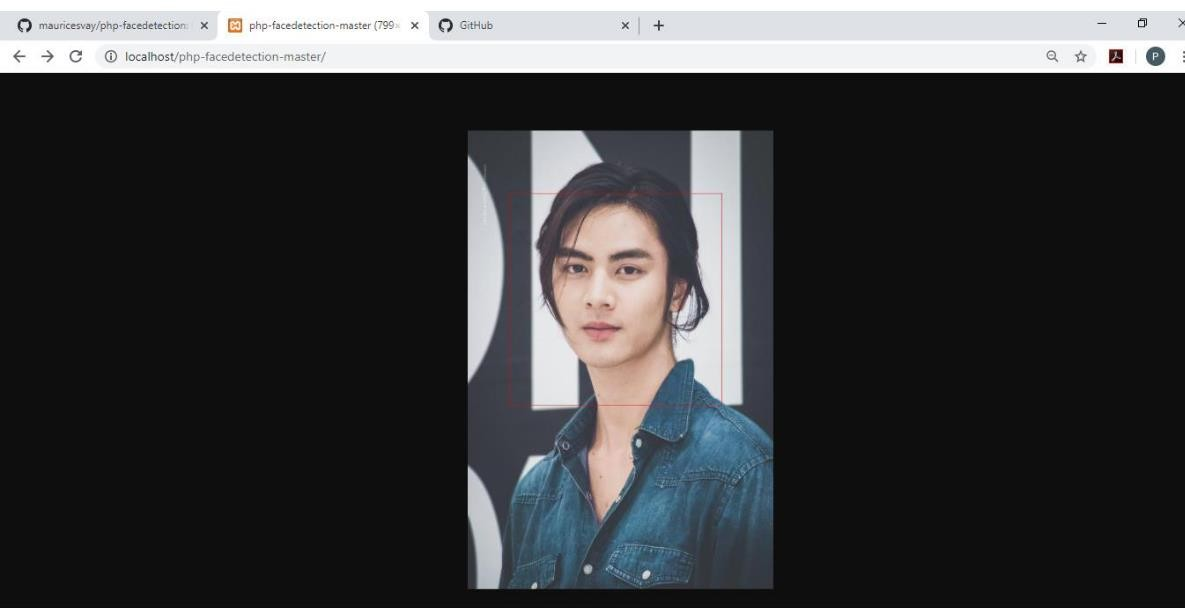 mauricesvay/php-facedetection:
php-facedetection-master (799×
GitHub
localhost/php-facedetection-master/
P